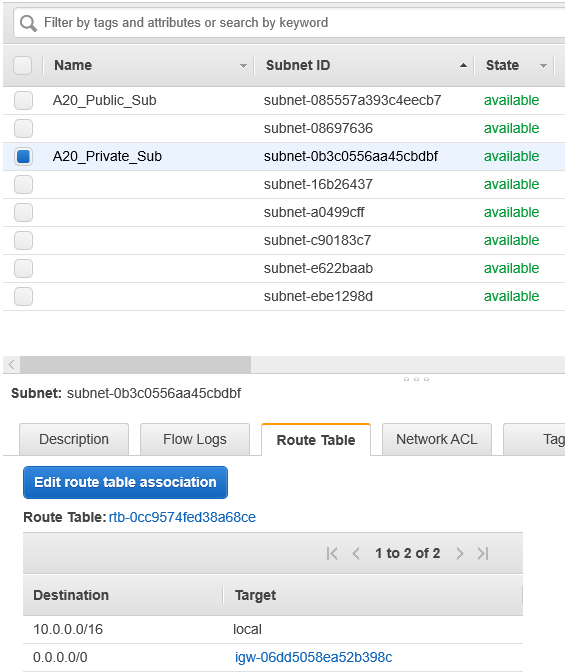 Filter by tags and attributes or search by keyword
Name Subnet ID State
A20_Public_Sub subnet-085557a393c4eecb7 available
subnet-08697636 available
A20_Private_Sub subnet-0b3c0556aa45cbdbf available
subnet-16b26437 available
subnet-a0499cff available
subnet-c90183c7 available
subnet-e622baab available
subnet-ebe1298d available
Subnet: subnet-0b3c0556aa45cbdbf
Description Flow Logs Route Table Network ACL Tag
Edit route table association
Route Table: rtb-0cc9574fed38a68ce
1 to 2 of 2
Destination Target
10.0.0.0/16 local
0.0.0.0/0 igw-06dd5058ea52b398c